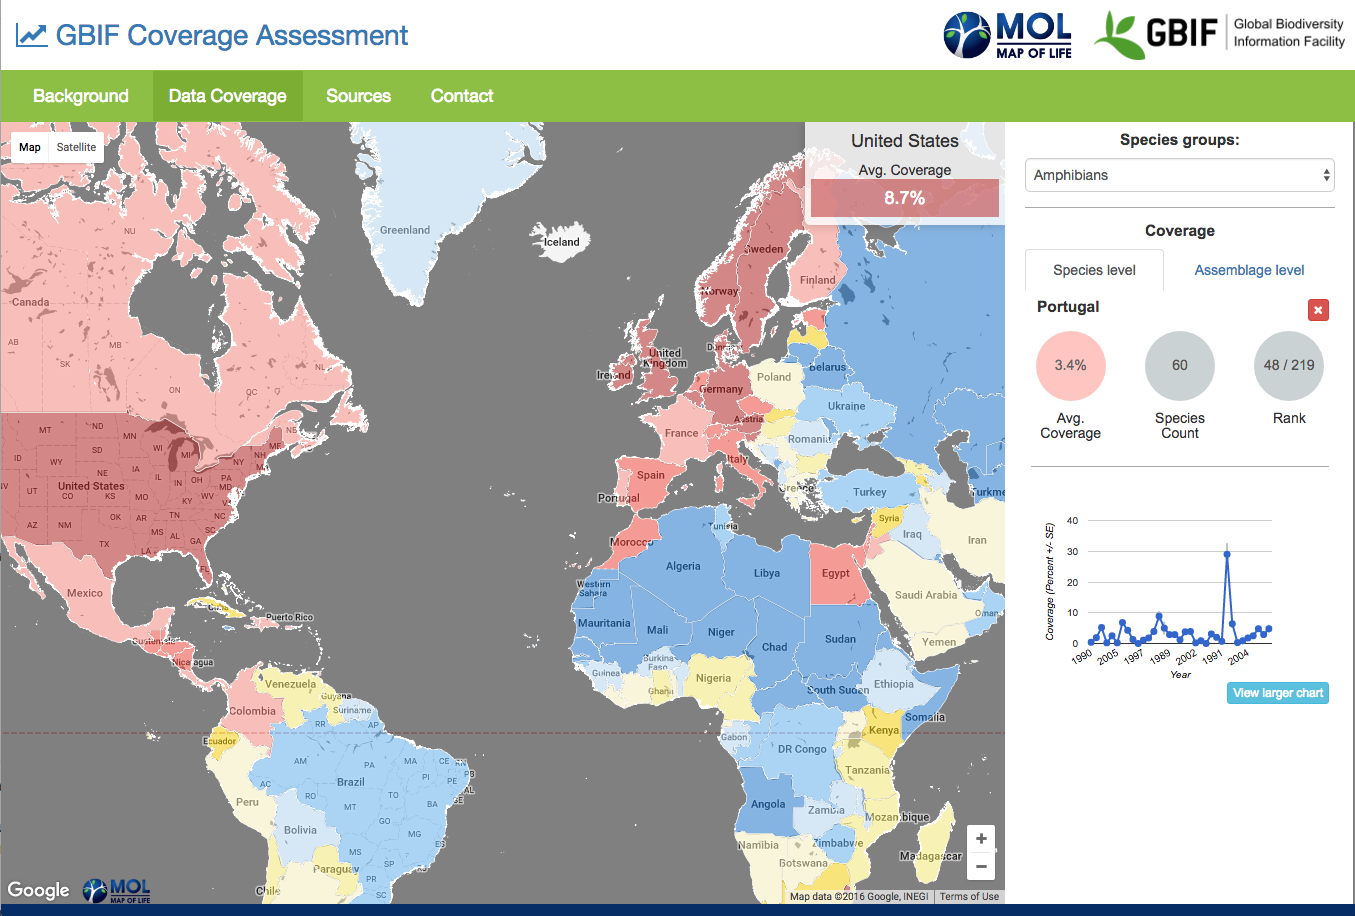 GBIF Coverage Assessment
MOL
MAP OF LIFE
GBIF
Global Biodiversity
Information Facility
Background
Data Coverage
Sources
Contact
Map
Satellite
United States
Avg. Coverage
8.7%
Species groups:
Amphibians
Coverage
Species level
Assemblage level
Portugal
3.4%
60
48 / 219
Avg.
Coverage
Species
Count
Rank
Coverage (Percent +/- SE)
40
30
20
10
0
1990
2005
1997
1989
2002
1991
2004
Year
View larger chart
NU
Greenland
Iceland
Sweden
Finland
Norway
Canada
AB
SK
MB
ON
QC
NL
NB
United
Kingdom
Ireland
Poland
Belarus
Germany
Ukraine
Austria
France
Romania
Italy
Spain
Portugal
Greece
Turkey
Syria
Iraq
Iran
MT
ND
MN
ID
WY
SD
WI
MI
NY
NH
ME
MA
NE
IA
IL
IN
OH
PA
MD
NV
UT
United States
CO
KS
MO
KY
WV
VA
AZ
NM
OK
AR
TN
NC
SC
MS
AL
GA
TX
LA
FL
Mexico
Cuba
Puerto Rico
Guatemala
Nicaragua
Tunisia
Morocco
Algeria
Libya
Egypt
Western
Sahara
Saudi Arabia
Oman
Mauritania
Mali
Niger
Chad
Sudan
Yemen
Burkina
Faso
Guinea
Ghana
Nigeria
South Sudan
Ethiopia
Somalia
Gabon
DR Congo
Kenya
Tanzania
Angola
Zambia
Mozambique
Zimbabwe
Namibia
Botswana
Madagascar
Venezuela
Guyana
Suriname
Colombia
Ecuador
RR
AP
AM
PA
MA
CE
RN
PB
PE
AL
SE
PI
AC
RO
Brazil
TO
BA
MT
GO
MG
ES
MS
SP
PR
SC
Peru
Bolivia
Paraguay
Chile
+
−
Google
MOL
MAP OF LIFE
Map data ©2016 Google, INEGI
Terms of Use